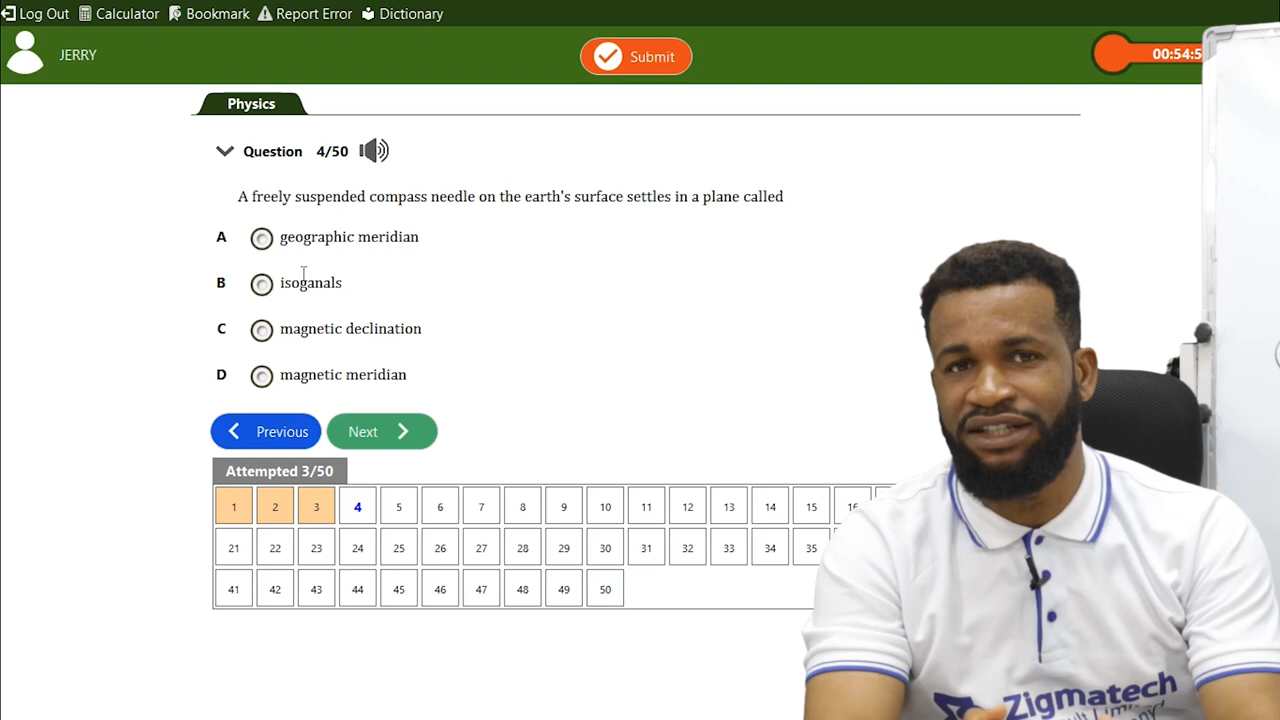 Log Out Calculator Bookmark Report Error Dictionary
JERRY
Submit
00:54:5
Physics
Question 4/50
A freely suspended compass needle on the earth's surface settles in a plane called
A geographic meridian
B isoganals
C magnetic declination
D magnetic meridian
Previous Next
Attempted 3/50
1 2 3 4 5 6 7 8 9 10 11 12 13 14 15 16
21 22 23 24 25 26 27 28 29 30 31 32 33 34 35
41 42 43 44 45 46 47 48 49 50
Zigmatech